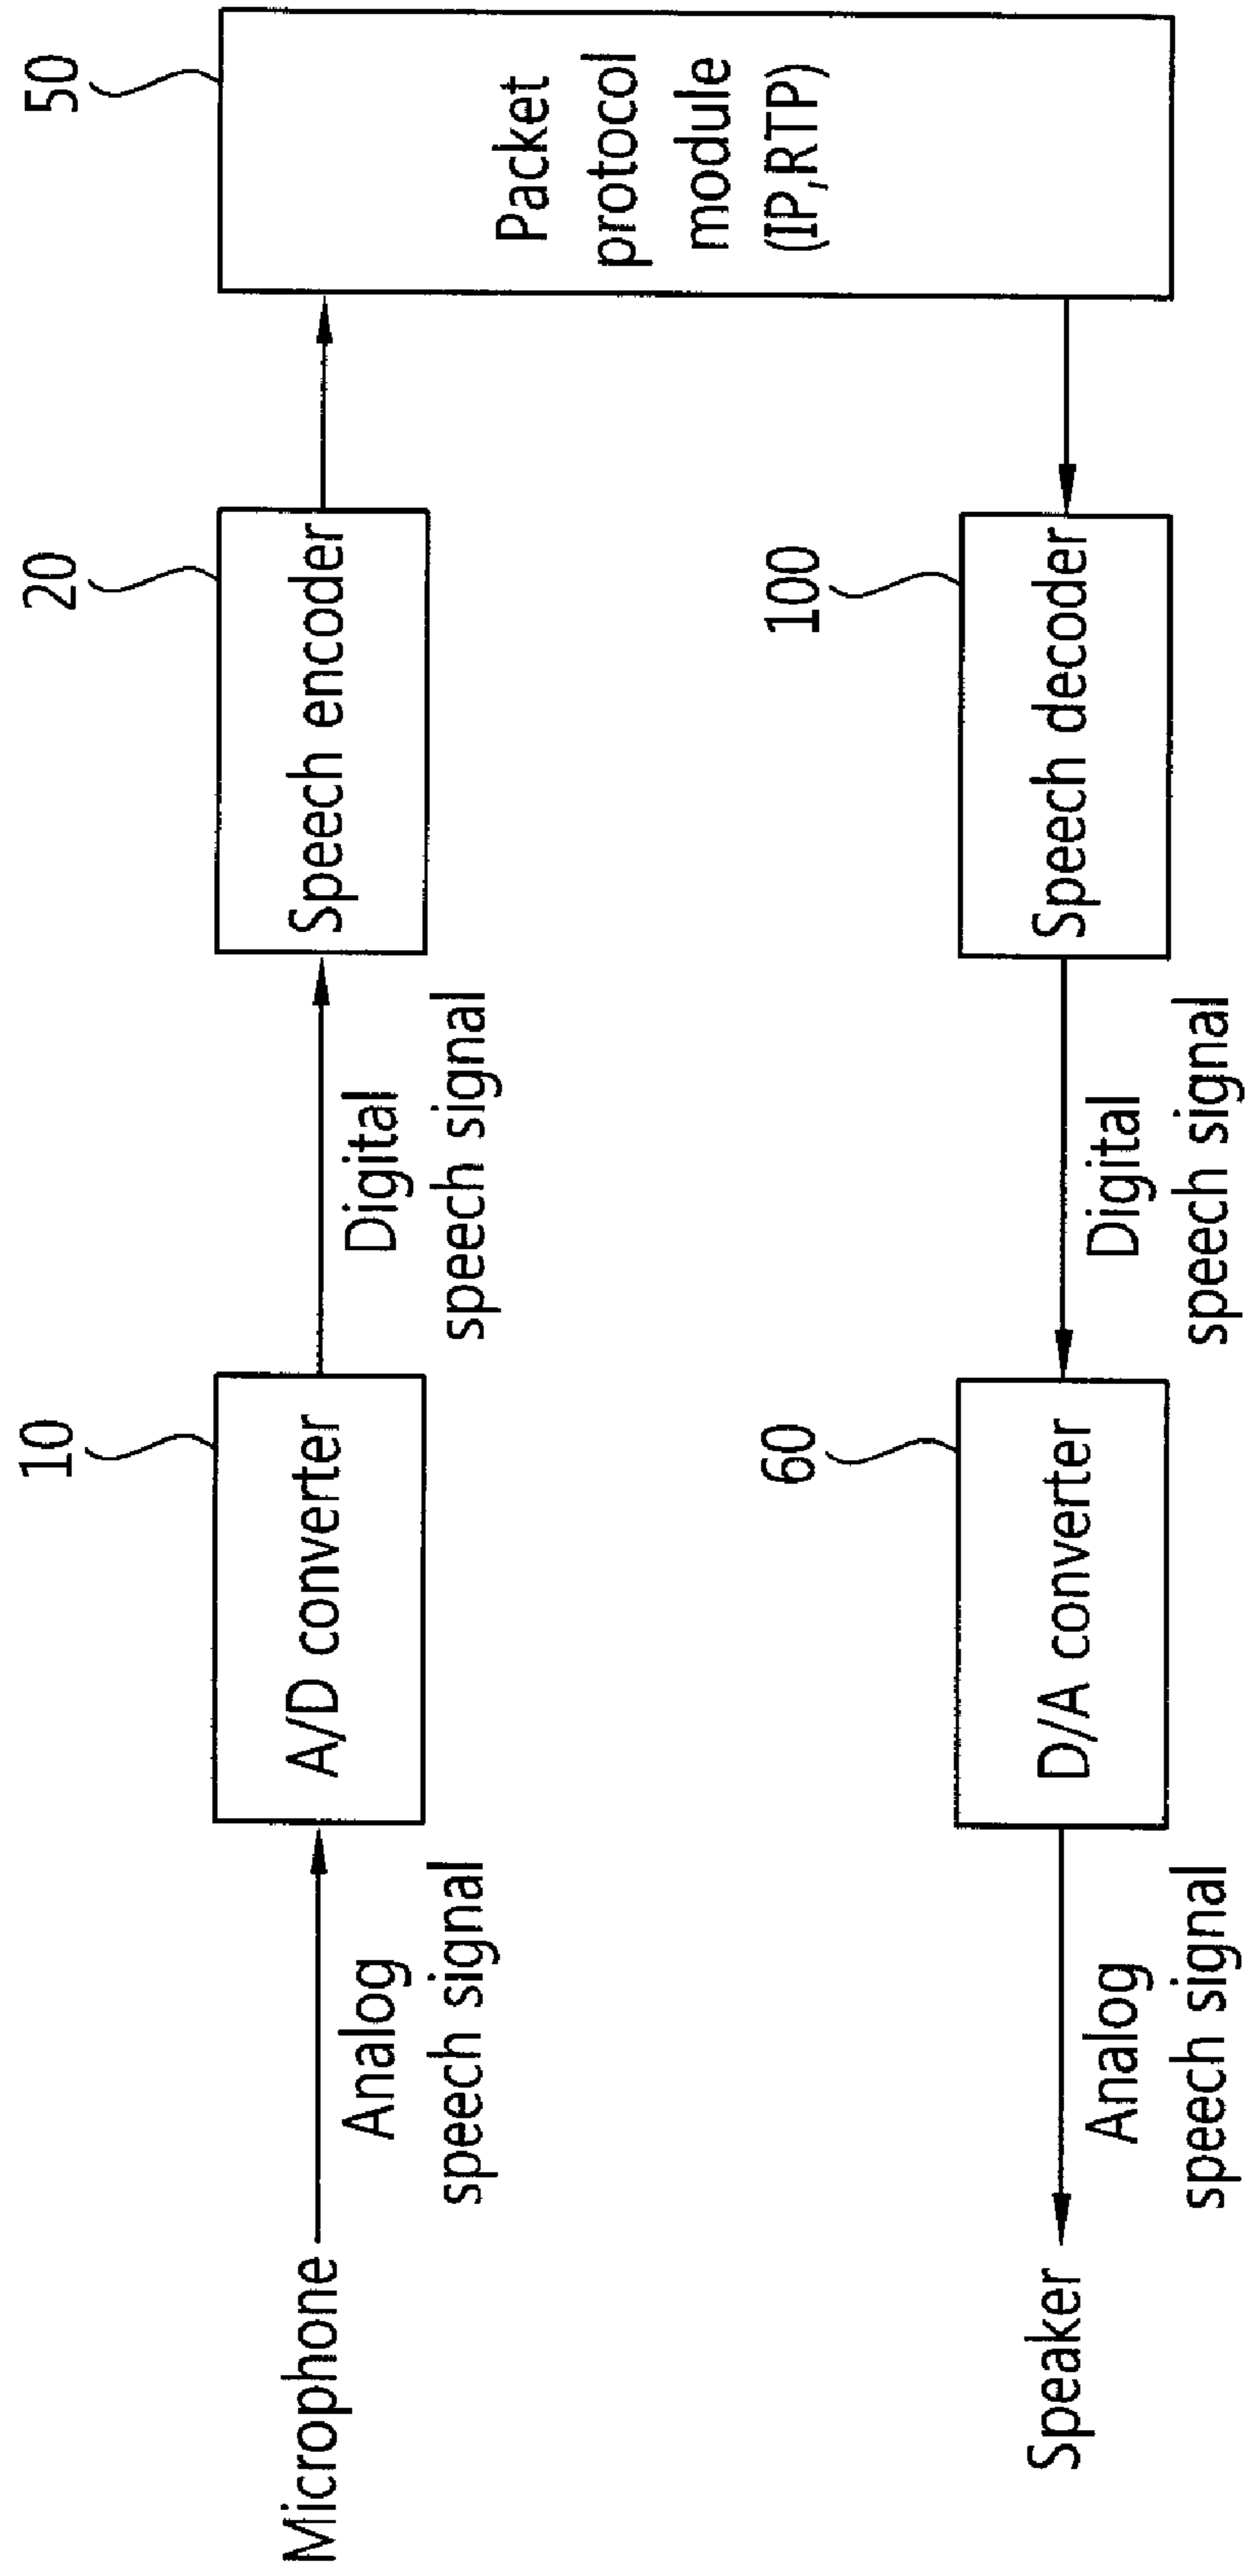 Microphone
Analog
speech signal
10
A/D converter
Digital
speech signal
20
Speech encoder
50
Packet
protocol
module
(IP,RTP)
Speaker
Analog
speech signal
60
D/A converter
Digital
speech signal
100
Speech decoder